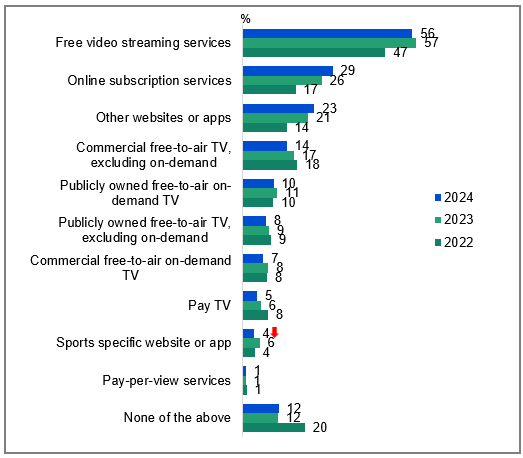 %
Free video streaming services
56
57
47
Online subscription services
29
26
17
Other websites or apps
23
21
14
Commercial free-to-air TV,
excluding on-demand
14
17
18
Publicly owned free-to-air on-
demand TV
10
11
10
Publicly owned free-to-air TV,
excluding on-demand
8
9
9
Commercial free-to-air on-demand
TV
7
8
8
Pay TV
5
6
8
Sports specific website or app
4
6
4
Pay-per-view services
1
1
1
None of the above
12
12
20
2024
2023
2022